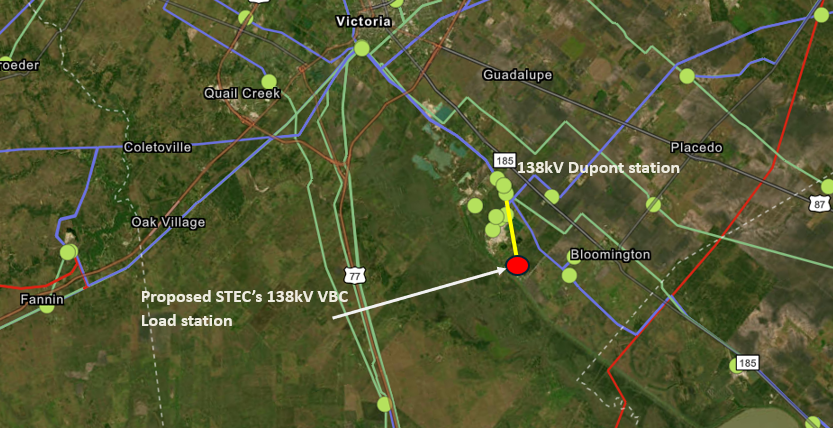 Victoria
roeder
Guadalupe
Quail Creek
Coletoville
185
138kV Dupont station
Placedo
87
Oak Village
Bloomington
77
Fannin
Proposed STEC's 138kV VBC
Load station
185